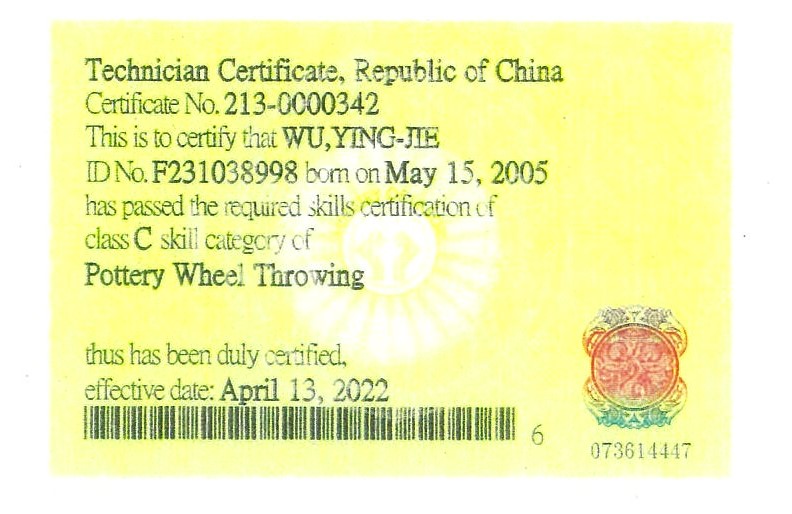 Technician Certificate, Republic of China
Certificate No. 213-0000342
This is to certify that WU,YING-JIE
ID No. F231038998 born on May 15, 2005
has passed the required skills certification of
class C skill category of
Pottery Wheel Throwing
thus has been duly certified,
effective date: April 13, 2022
6
073614447